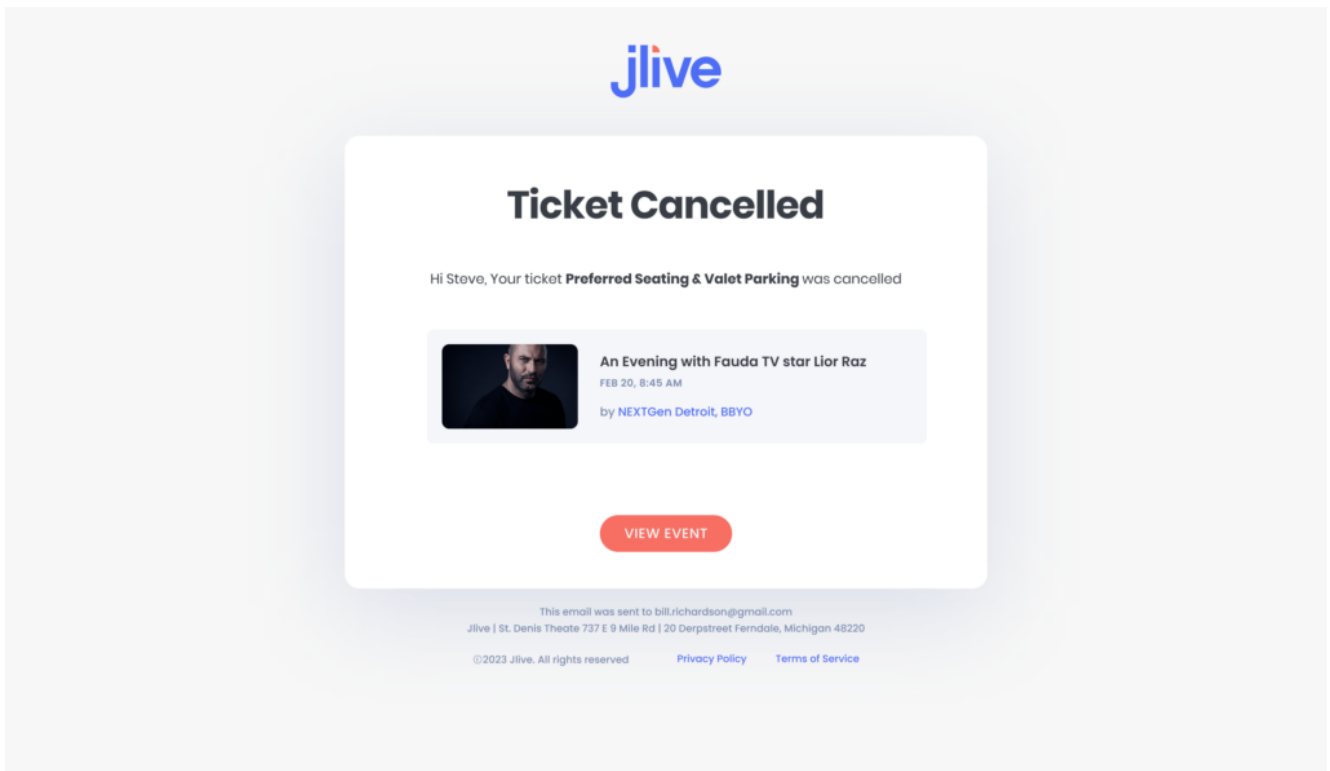 jlive
Ticket Cancelled
Hi Steve, Your ticket Preferred Seating & Valet Parking was cancelled
An Evening with Fauda TV star Lior Raz
FEB 20, 8:45 AM
by NEXTGen Detroit, BBYO
VIEW EVENT
This email was sent to bill.richardson@gmail.com
Jlive | St. Denis Theate 737 E 9 Mile Rd | 20 Derpstreet Ferndale, Michigan 48220
©2023 Jlive. All rights reserved Privacy Policy Terms of Service